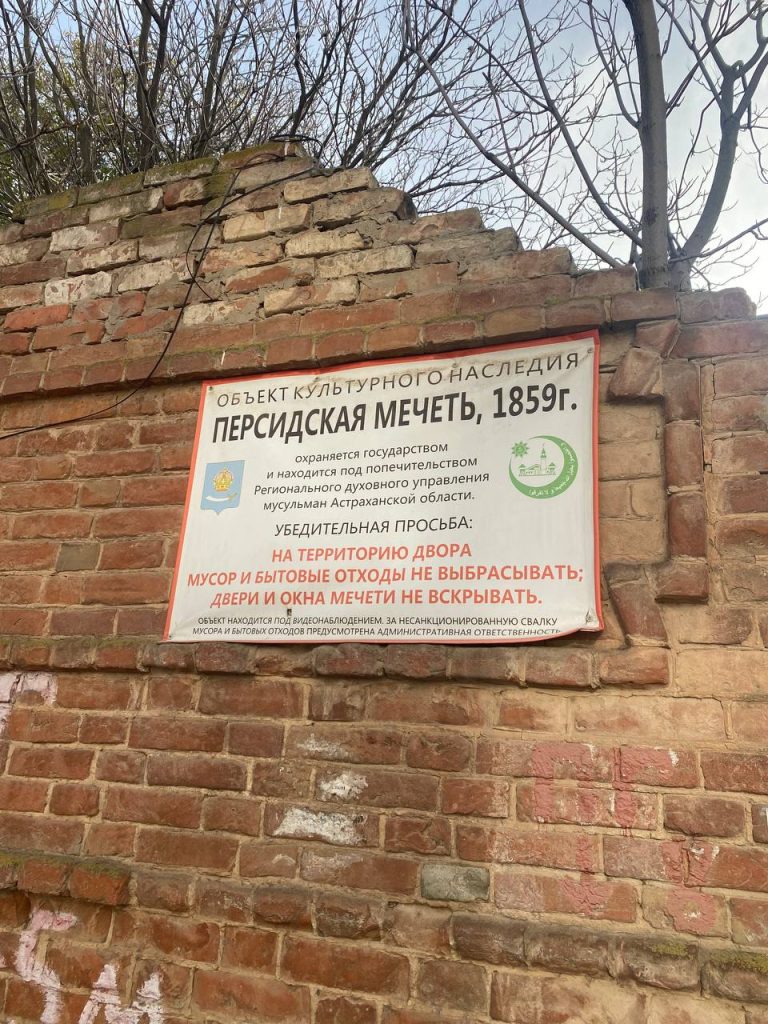 ОБЪЕКТ КУЛЬТУРНОГО НАСЛЕДИЯ
ПЕРСИДСКАЯ МЕЧЕТЬ, 1859г.
охраняется государством
и находится под попечительством
Регионального духовного управления
мусульман Астраханской области.
УБЕДИТЕЛЬНАЯ ПРОСЬБА:
НА ТЕРРИТОРИЮ ДВОРА
МУСОР И БЫТОВЫЕ ОТХОДЫ НЕ ВЫБРАСЫВАТЬ;
ДВЕРИ И ОКНА МЕЧЕТИ НЕ ВСКРЫВАТЬ.
ОБЪЕКТ НАХОДИТСЯ ПОД ВИДЕОНАБЛЮДЕНИЕМ. ЗА НЕСАНКЦИОНИРОВАННУЮ СВАЛКУ
МУСОРА И БЫТОВЫХ ОТХОДОВ ПРЕДУСМОТРЕНА АДМИНИСТРАТИВНАЯ ОТВЕТСТВЕННОСТЬ